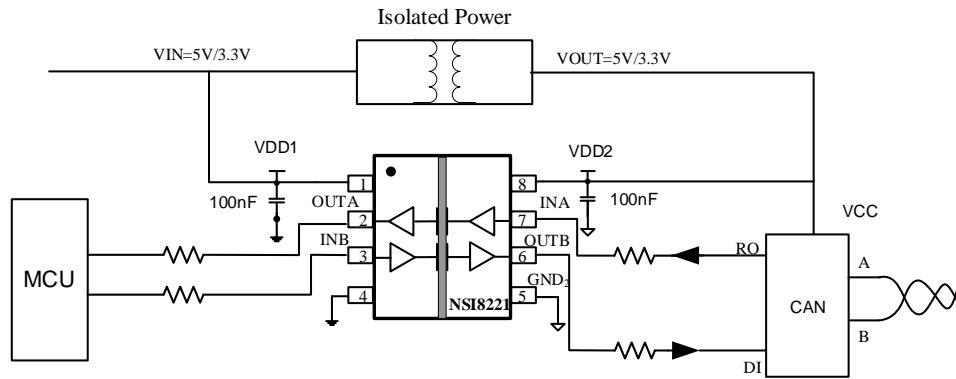 Isolated Power
VIN=5V/3.3V
VOUT=5V/3.3V
VDD1
VDD2
100nF
100nF
1
8
OUTA
INA
VCC
2
7
INB
OUTB
RO
A
3
6
MCU
CAN
GND2
4
5
NSI8221
B
DI